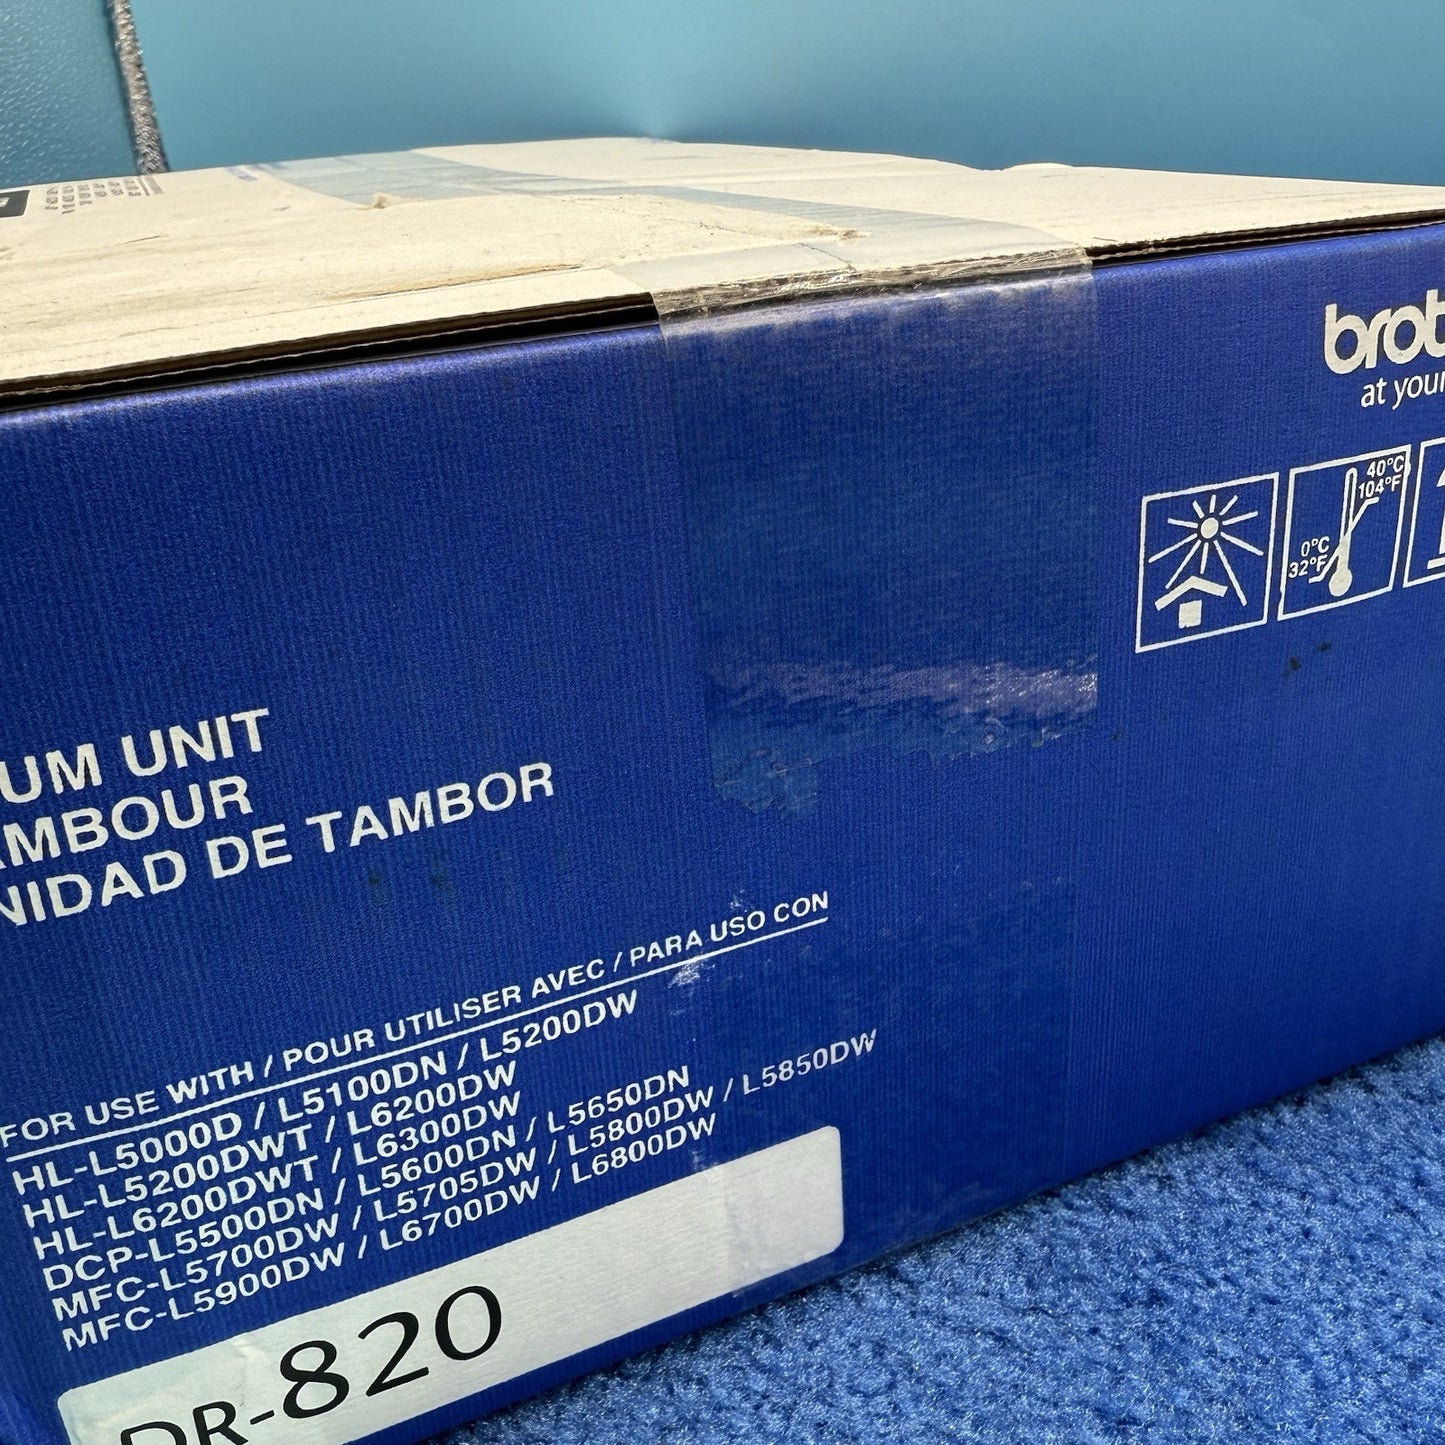 brot
at your
40°C
104°F
0°C
32°F
UM UNIT
AMBOUR
NIDAD DE TAMBOR
FOR USE WITH / POUR UTILISER AVEC / PARA USO CON
HL-L5000D / L5100DN / L5200DW
HL-L5200DWT / L6200DW
HL-L6200DWT / L6300DW
DCP-L5500DN / L5600DN / L5650DN
MFC-L5700DW / L5705DW / L5800DW / L5850DW
MFC-L5900DW / L6700DW / L6800DW
DR-820